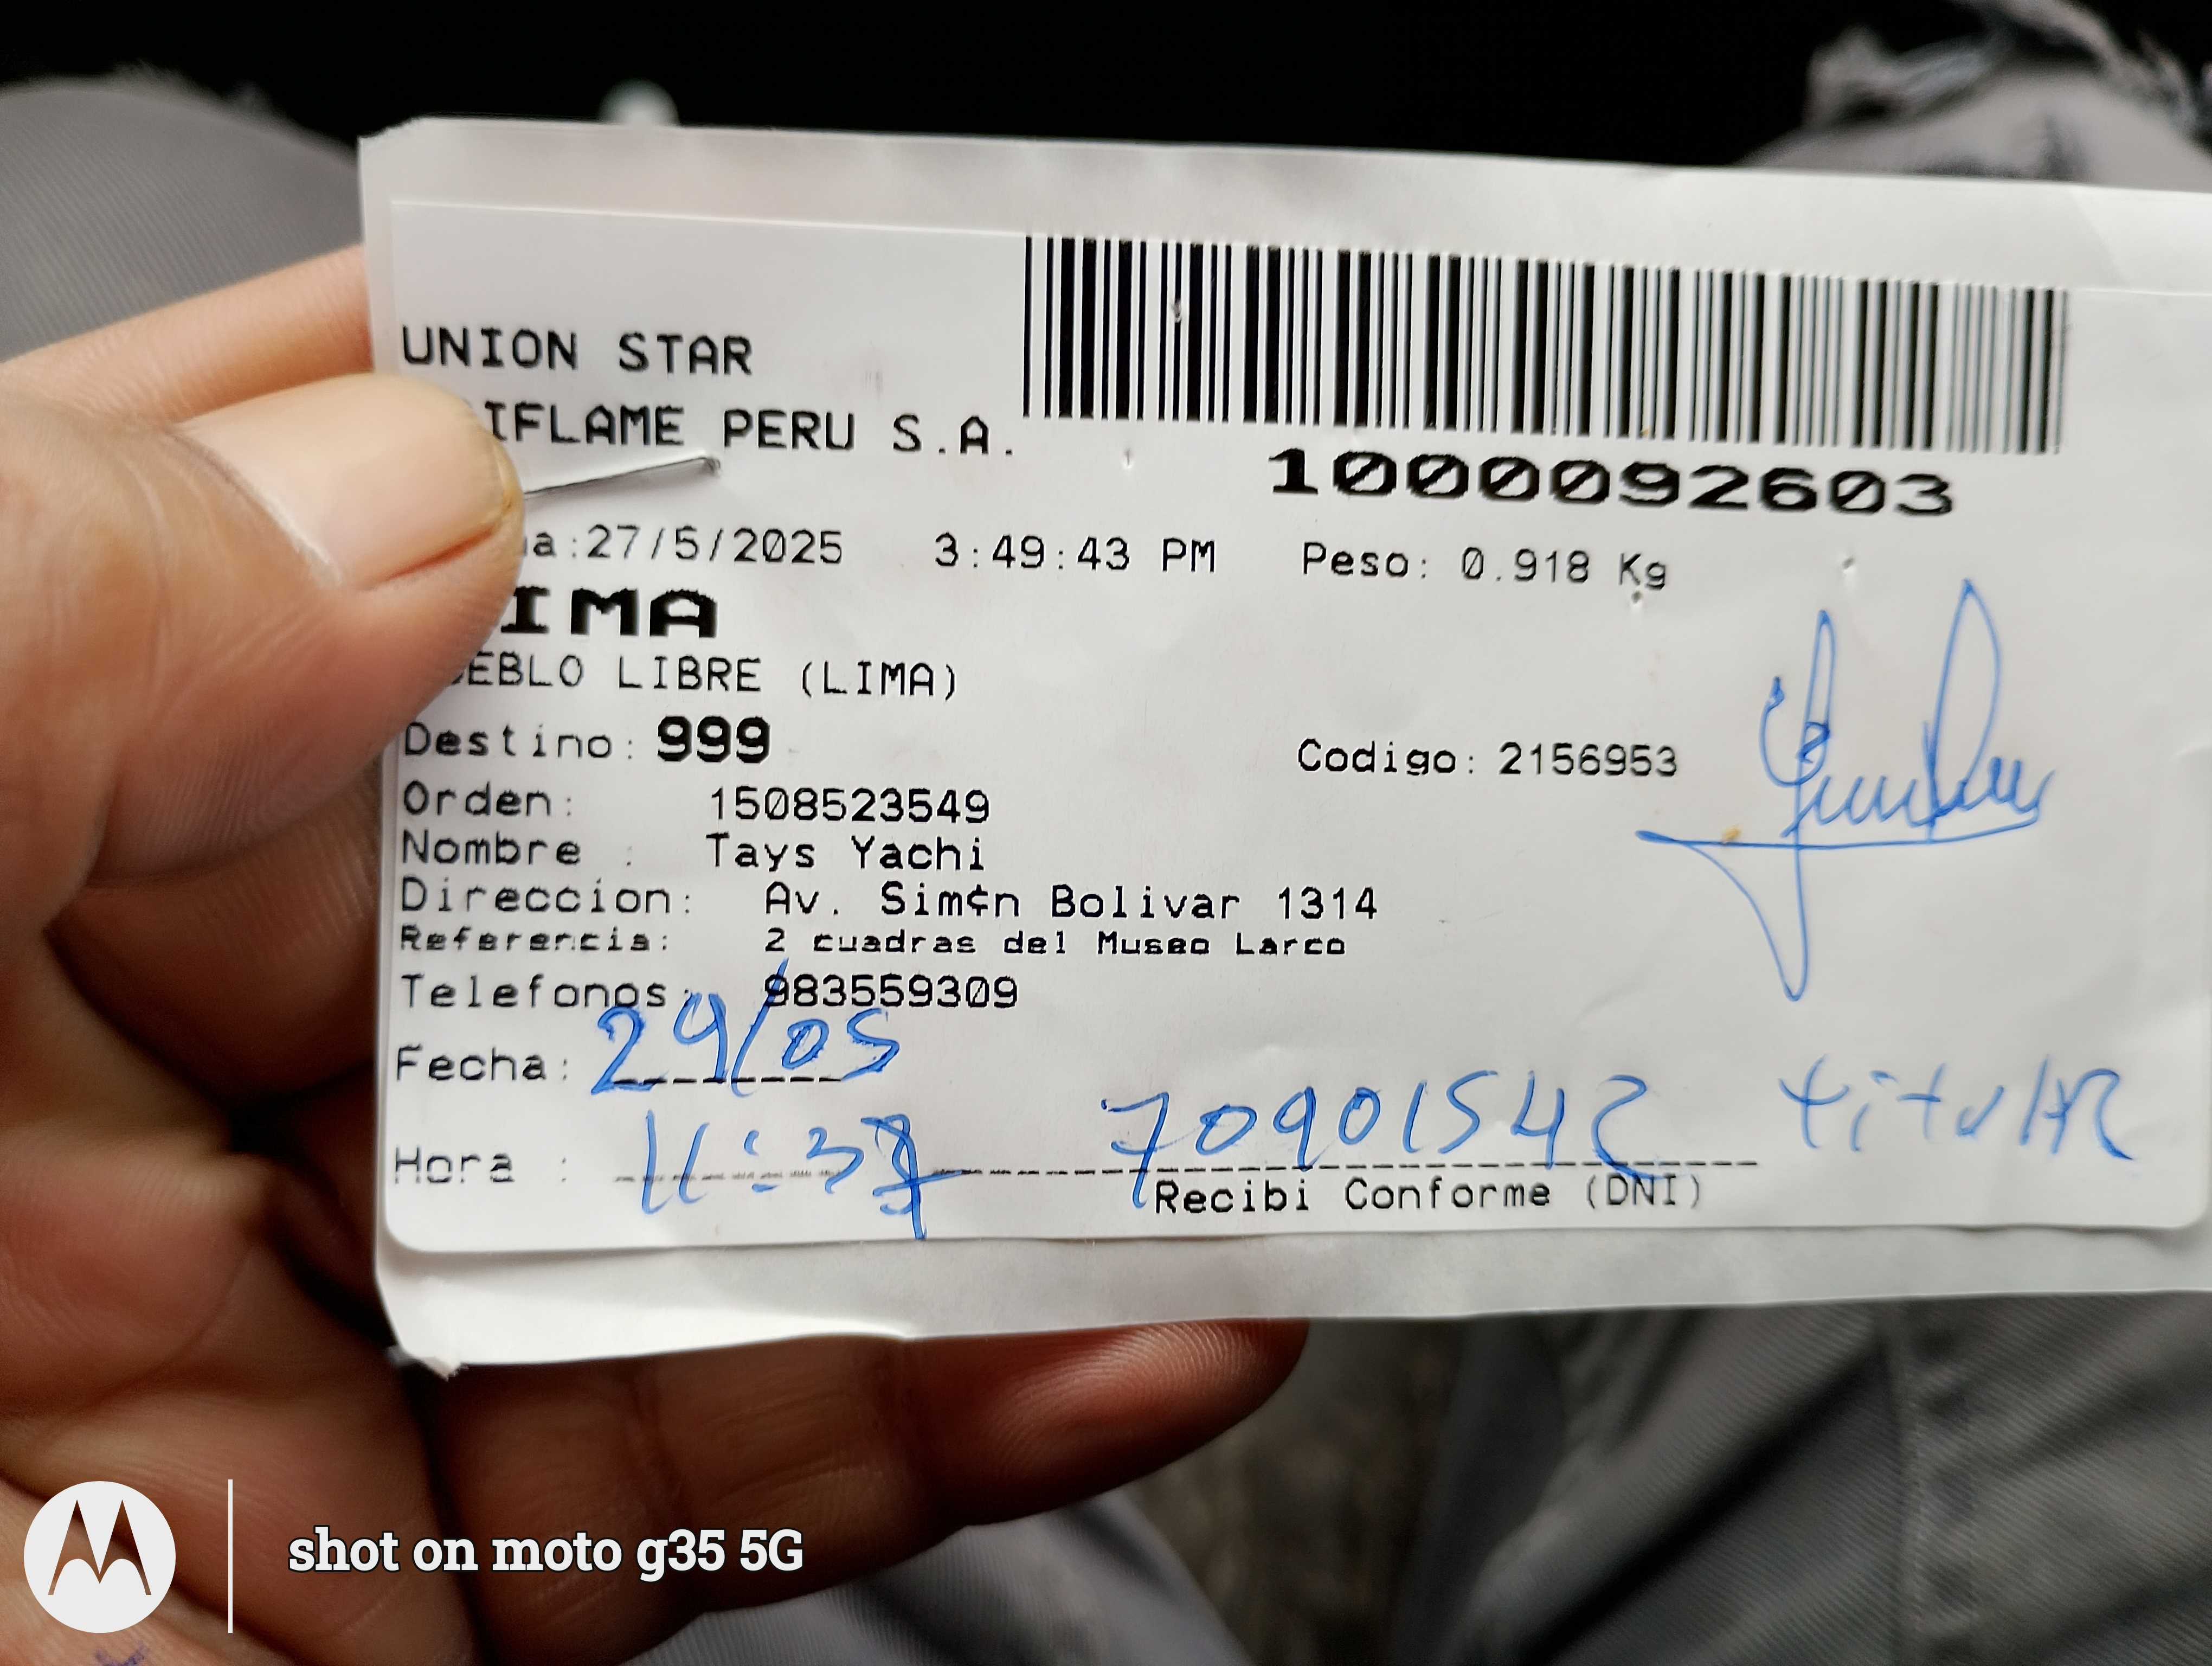 UNION STAR
IFLAME PERU S.A.
1000092603
a:27/5/2025 3:49:43 PM Peso: 0.918 Kg
IMA
EBLO LIBRE (LIMA)
Destino: 999 Codigo: 2156953
Orden: 1508523549
Nombre : Tays Yachi
Direccion: Av. Sim¢n Bolivar 1314
Referencia: 2 cuadras del Museo Larco
Telefonos: 983559309
Fecha: 29/05
Hora : 11:37 70901542 titulAR
Recibi Conforme (DNI)
shot on moto g35 5G